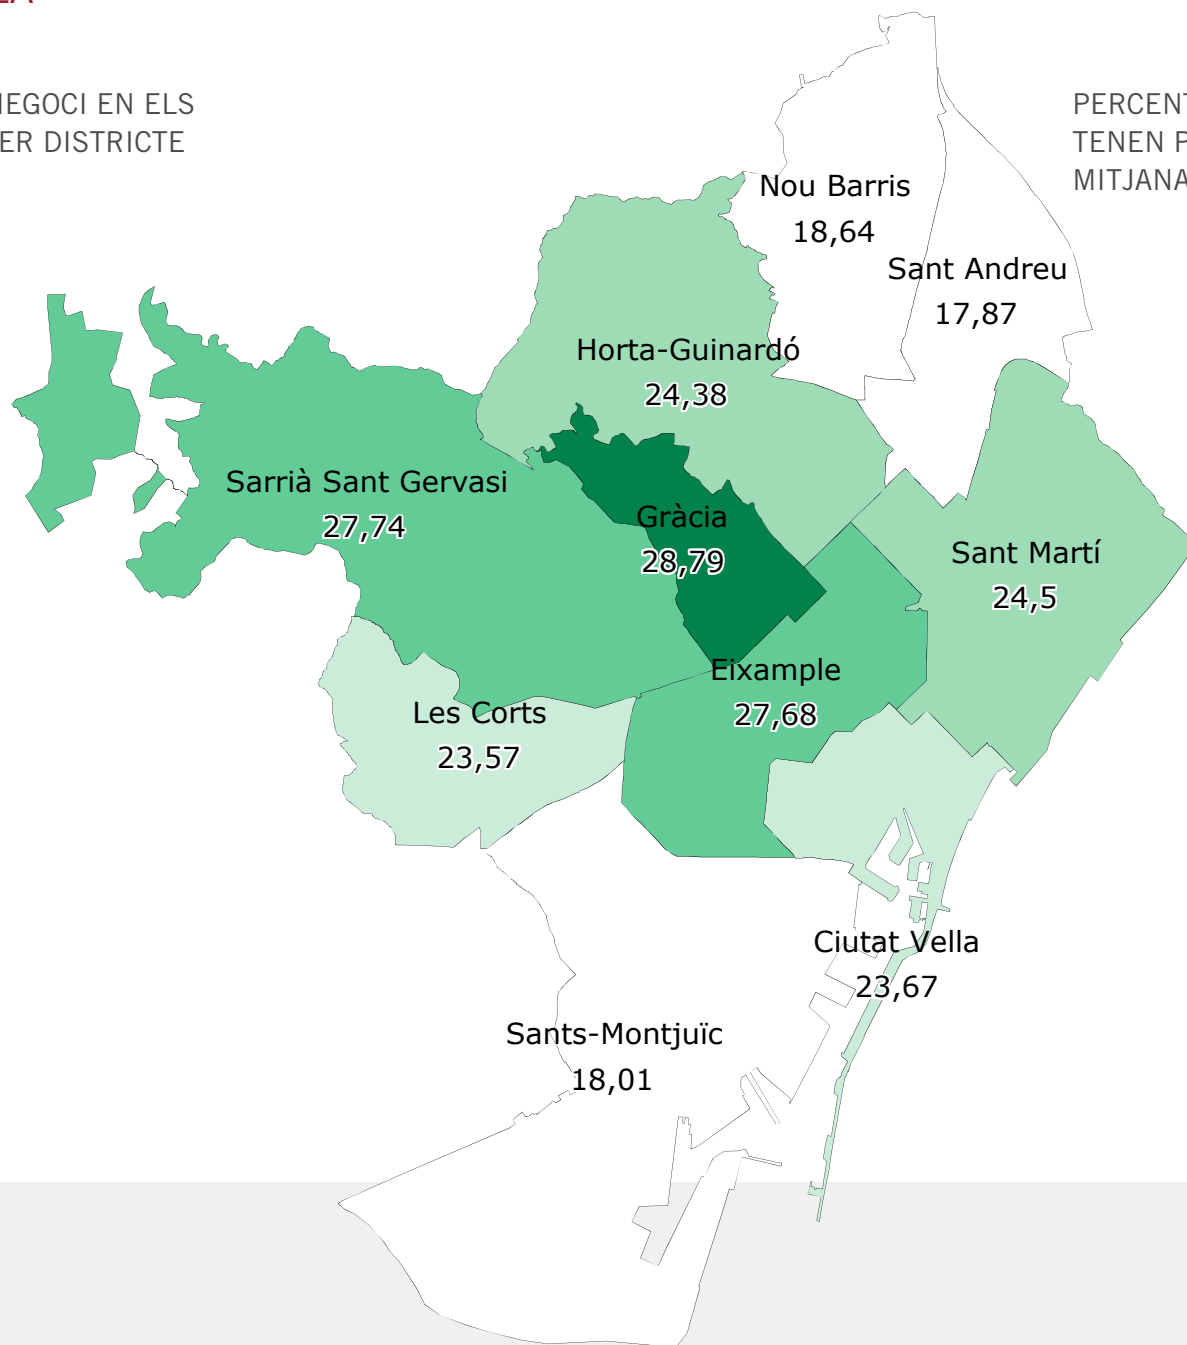 NEGOCI EN ELS
ER DISTRICTE
PERCENT
TENEN P
MITJANA
Nou Barris
18,64
Sant Andreu
17,87
Horta-Guinardó
24,38
Sarrià Sant Gervasi
27,74
Gràcia
28,79
Sant Martí
24,5
Eixample
27,68
Les Corts
23,57
Ciutat Vella
23,67
Sants-Montjuïc
18,01